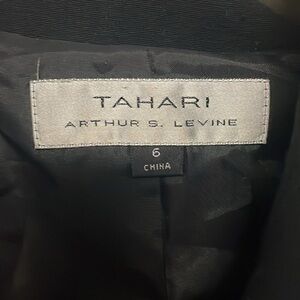 TAHARI
ARTHUR S. LEVINE
6
CHINA